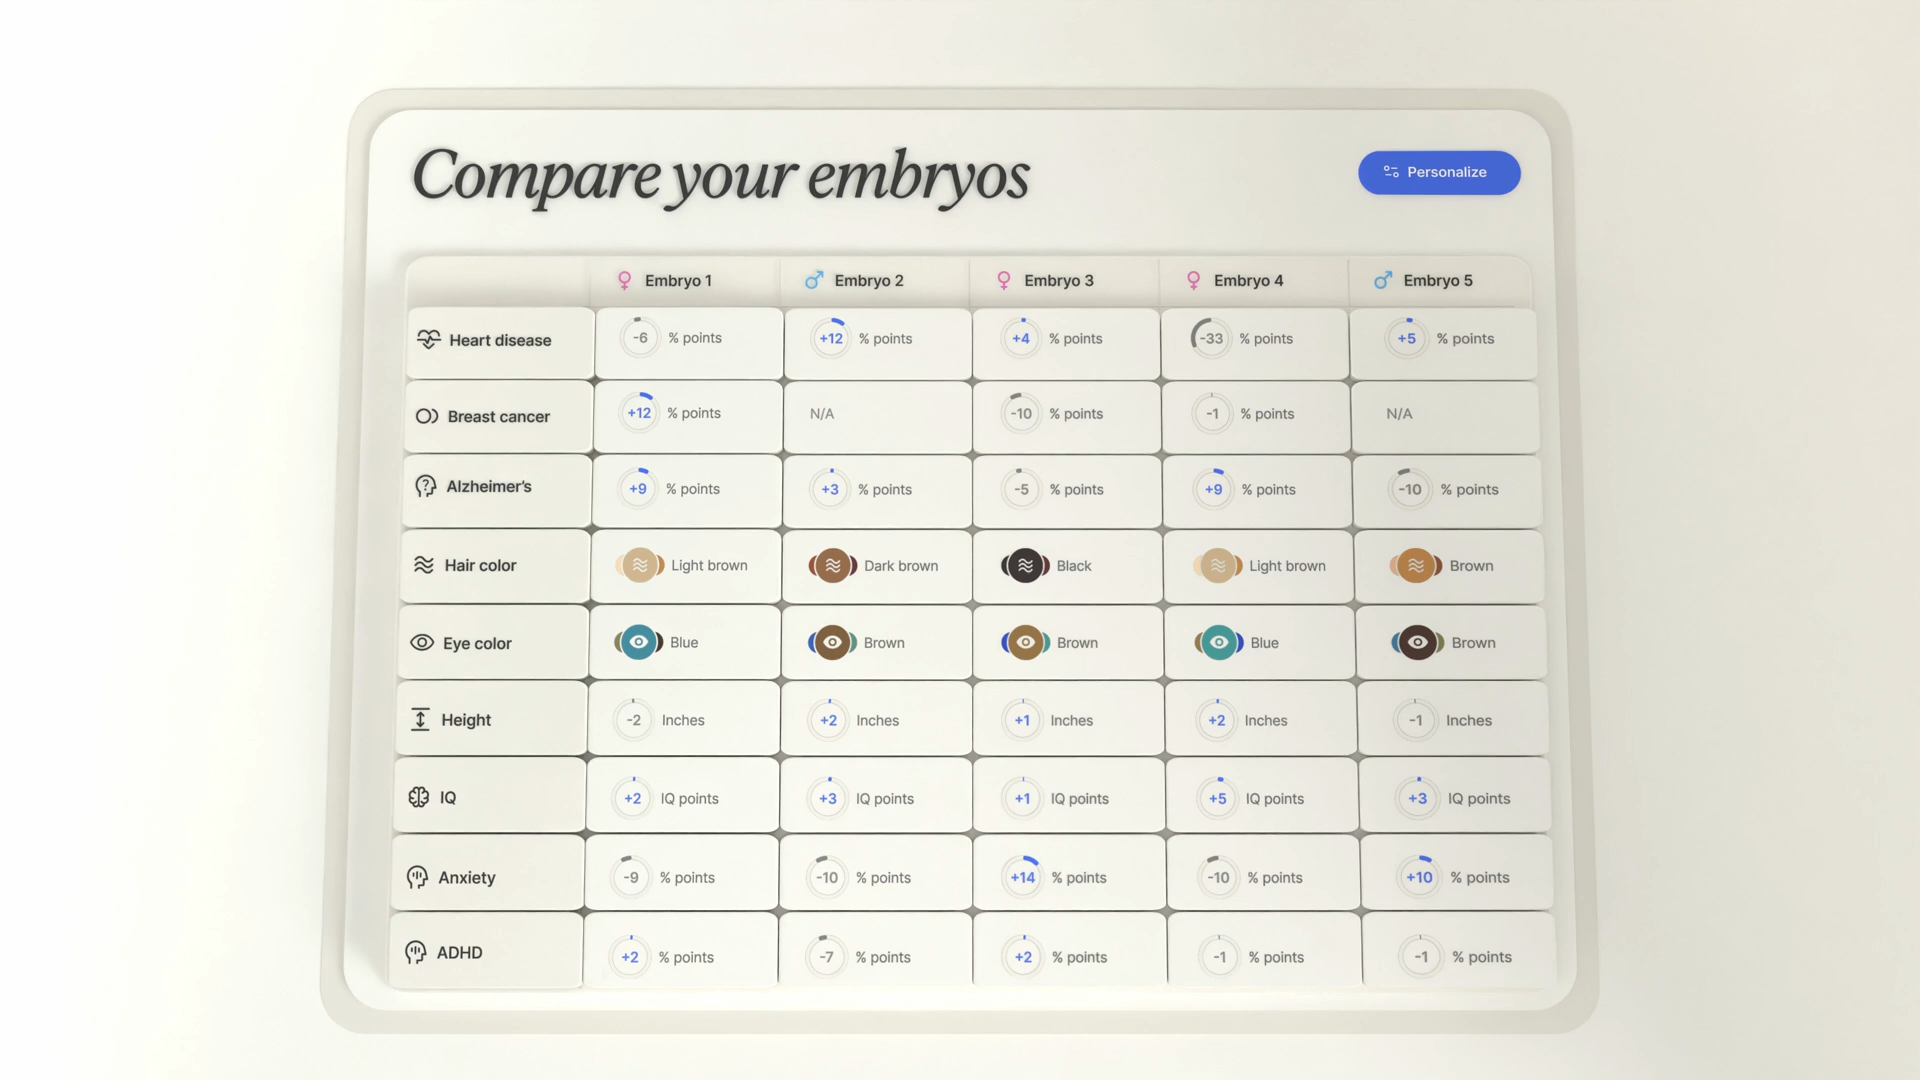 Compare your embryos
Personalize
Embryo 1 Embryo 2 Embryo 3 Embryo 4 Embryo 5
Heart disease -6 % points +12 % points +4 % points -33 % points +5 % points
Breast cancer +12 % points N/A -10 % points -1 % points N/A
Alzheimer's +9 % points +3 % points -5 % points +9 % points -10 % points
Hair color Light brown Dark brown Black Light brown Brown
Eye color Blue Brown Brown Blue Brown
Height -2 Inches +2 Inches +1 Inches +2 Inches -1 Inches
IQ +2 IQ points +3 IQ points +1 IQ points +5 IQ points +3 IQ points
Anxiety -9 % points -10 % points +14 % points -10 % points +10 % points
ADHD +2 % points -7 % points +2 % points -1 % points -1 % points